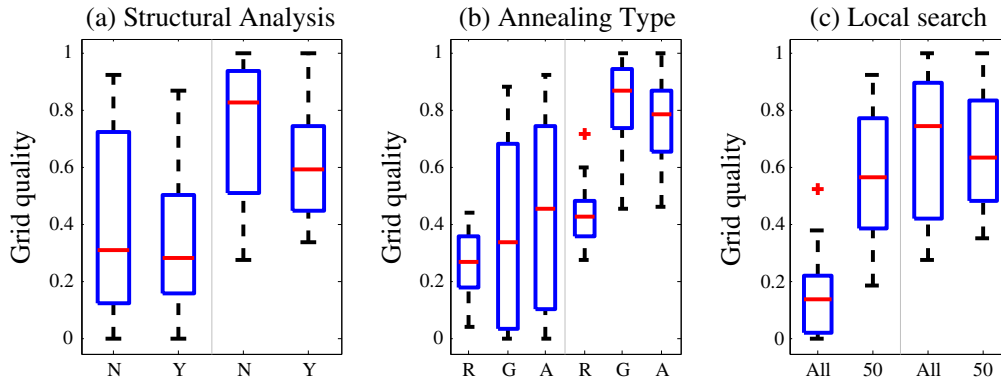 (a) Structural Analysis
Grid quality
1
0.8
0.6
0.4
0.2
0
N Y N Y
(b) Annealing Type
Grid quality
1
0.8
0.6
0.4
0.2
0
R G A R G A
(c) Local search
Grid quality
1
0.8
0.6
0.4
0.2
0
All 50 All 50